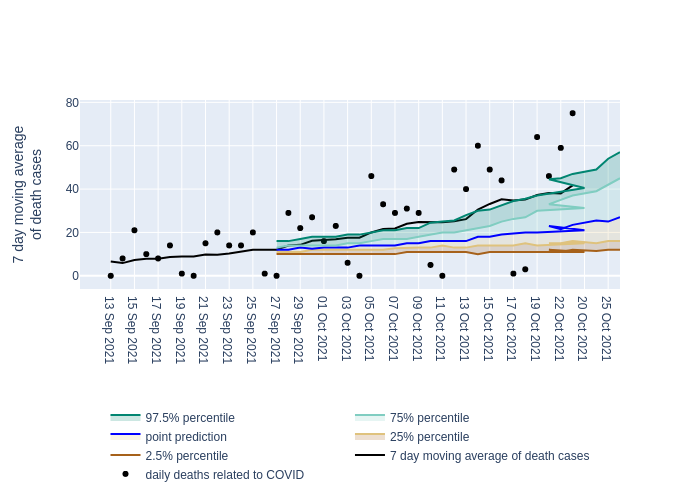 7 day moving average
of death cases
80
60
40
20
0
13 Sep 2021
15 Sep 2021
17 Sep 2021
19 Sep 2021
21 Sep 2021
23 Sep 2021
25 Sep 2021
27 Sep 2021
29 Sep 2021
01 Oct 2021
03 Oct 2021
05 Oct 2021
07 Oct 2021
09 Oct 2021
11 Oct 2021
13 Oct 2021
15 Oct 2021
17 Oct 2021
19 Oct 2021
22 Oct 2021
20 Oct 2021
25 Oct 2021
97.5% percentile
75% percentile
point prediction
25% percentile
2.5% percentile
7 day moving average of death cases
daily deaths related to COVID